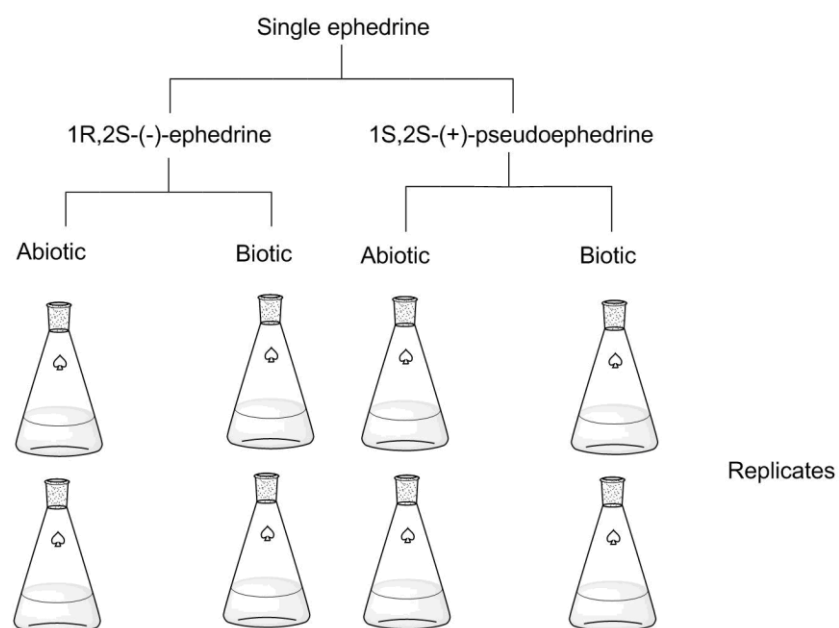 Single ephedrine
1R,2S-(-)-ephedrine 1S,2S-(+)-pseudoephedrine
Abiotic Biotic Abiotic Biotic
Replicates